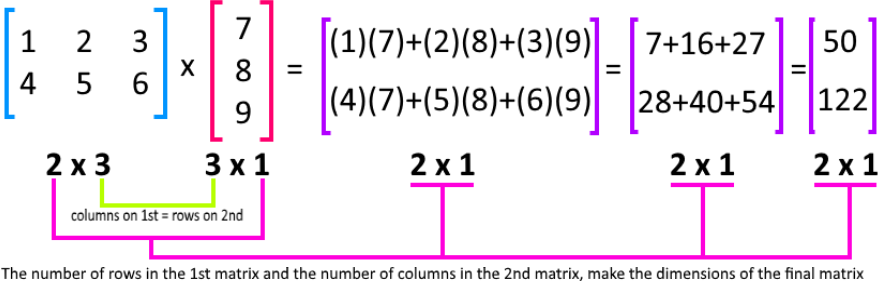 1 2 3 x 7 = (1)(7)+(2)(8)+(3)(9) = 7+16+27 = 50
4 5 6 8 (4)(7)+(5)(8)+(6)(9) 28+40+54 122
9
2 x 3 3 x 1 2 x 1 2 x 1 2 x 1
columns on 1st = rows on 2nd
The number of rows in the 1st matrix and the number of columns in the 2nd matrix, make the dimensions of the final matrix